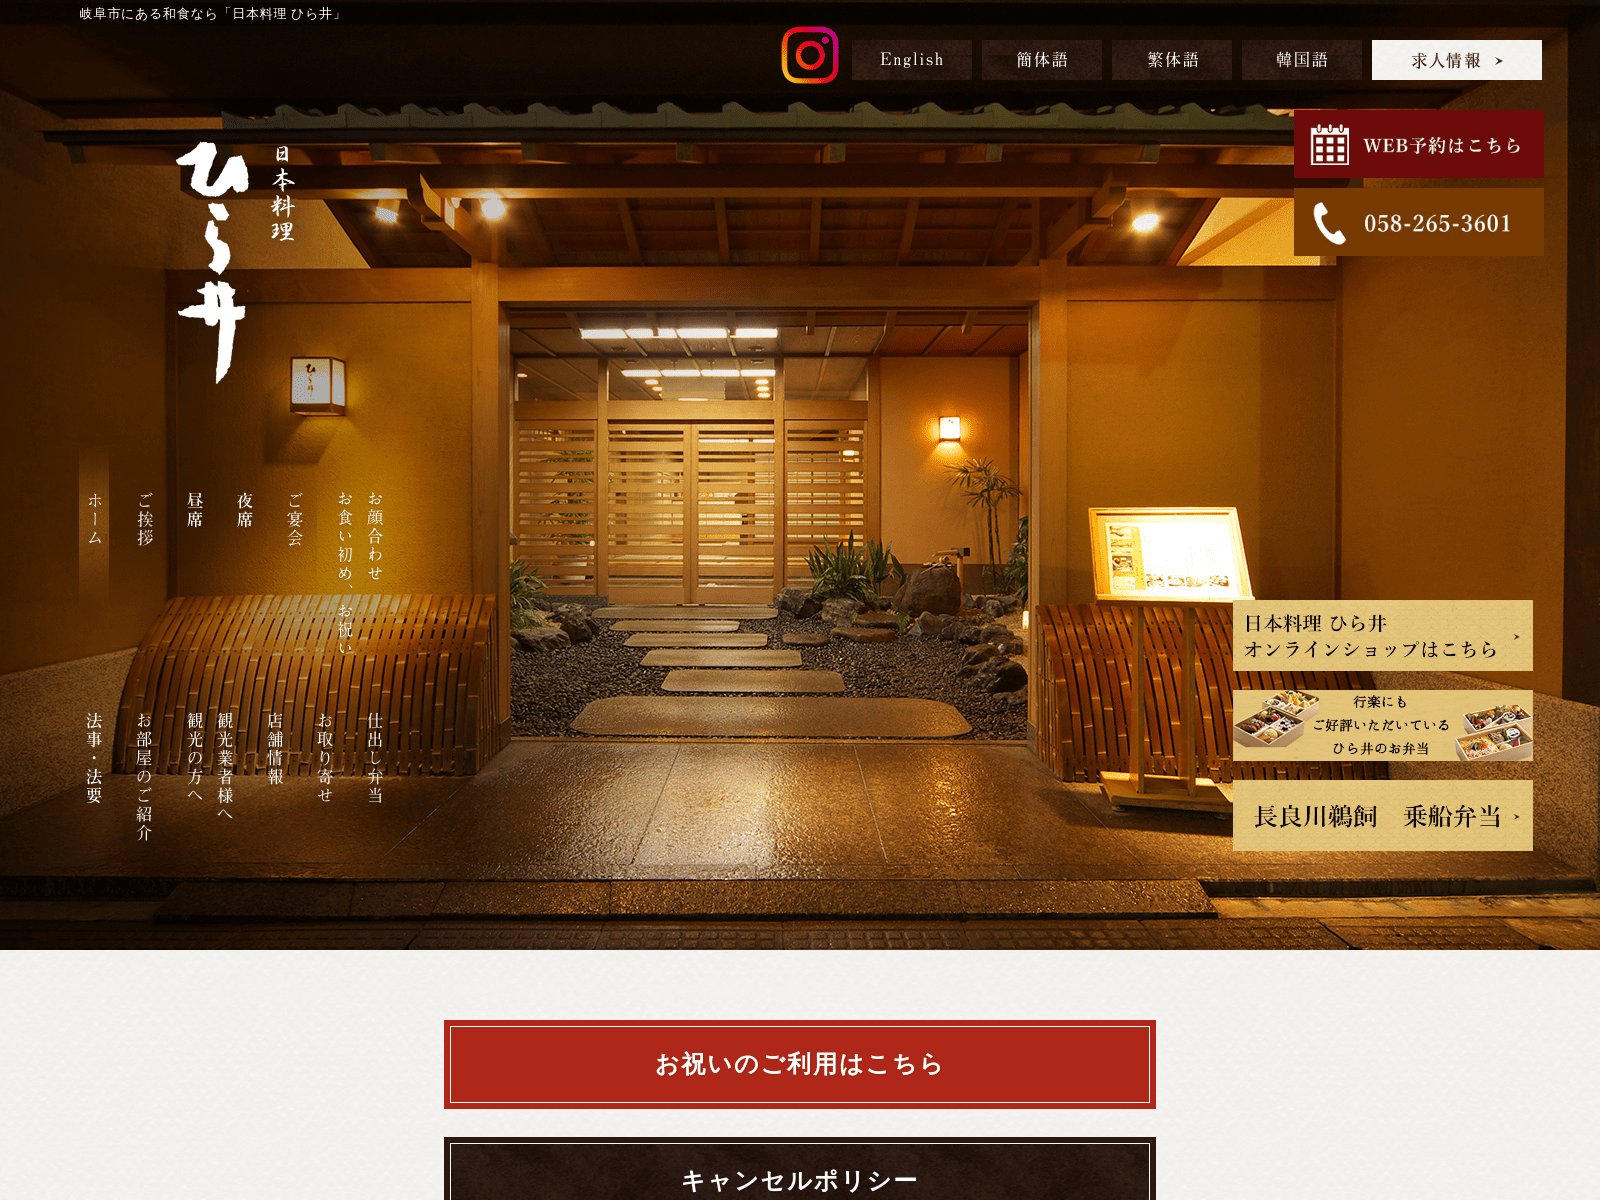 岐阜市にある和食なら「日本料理 ひら井」
English
簡体語
繁体語
韓国語
求人情報
WEB予約はこちら
058-265-3601
日本料理
ひら井
ひら井
ホーム
ご挨拶
昼席
夜席
ご宴会
お顔合わせ
お食い初め、お祝い
法事・法要
お部屋のご紹介
観光の方へ
観光業者様へ
店舗情報
お取り寄せ
仕出し弁当
日本料理 ひら井
オンラインショップはこちら
行楽にも
ご好評いただいている
ひら井のお弁当
長良川鵜飼　乗船弁当
お祝いのご利用はこちら
キャンセルポリシー